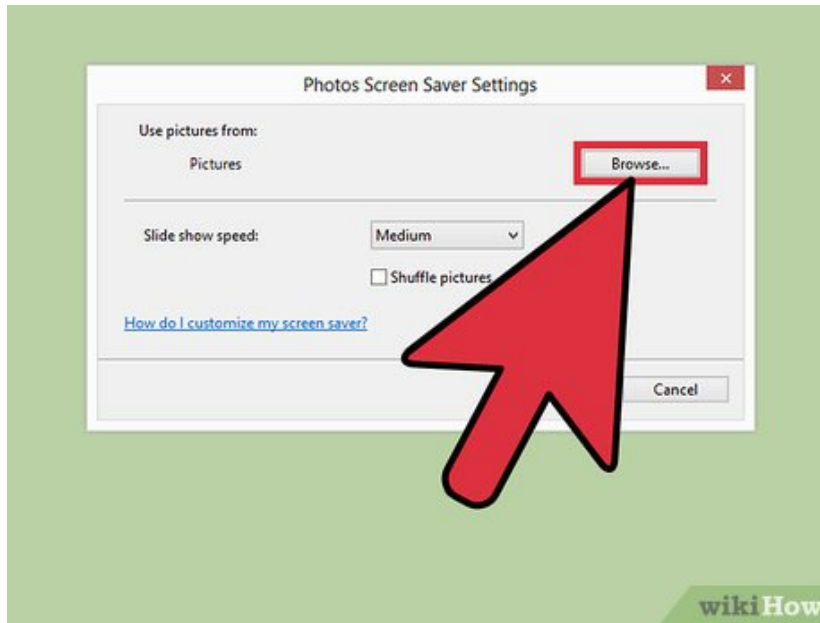 Photos Screen Saver Settings
Use pictures from:
Pictures
Browse...
Slide show speed:
Medium
Shuffle pictures
How do I customize my screen saver?
Cancel
wikiHow